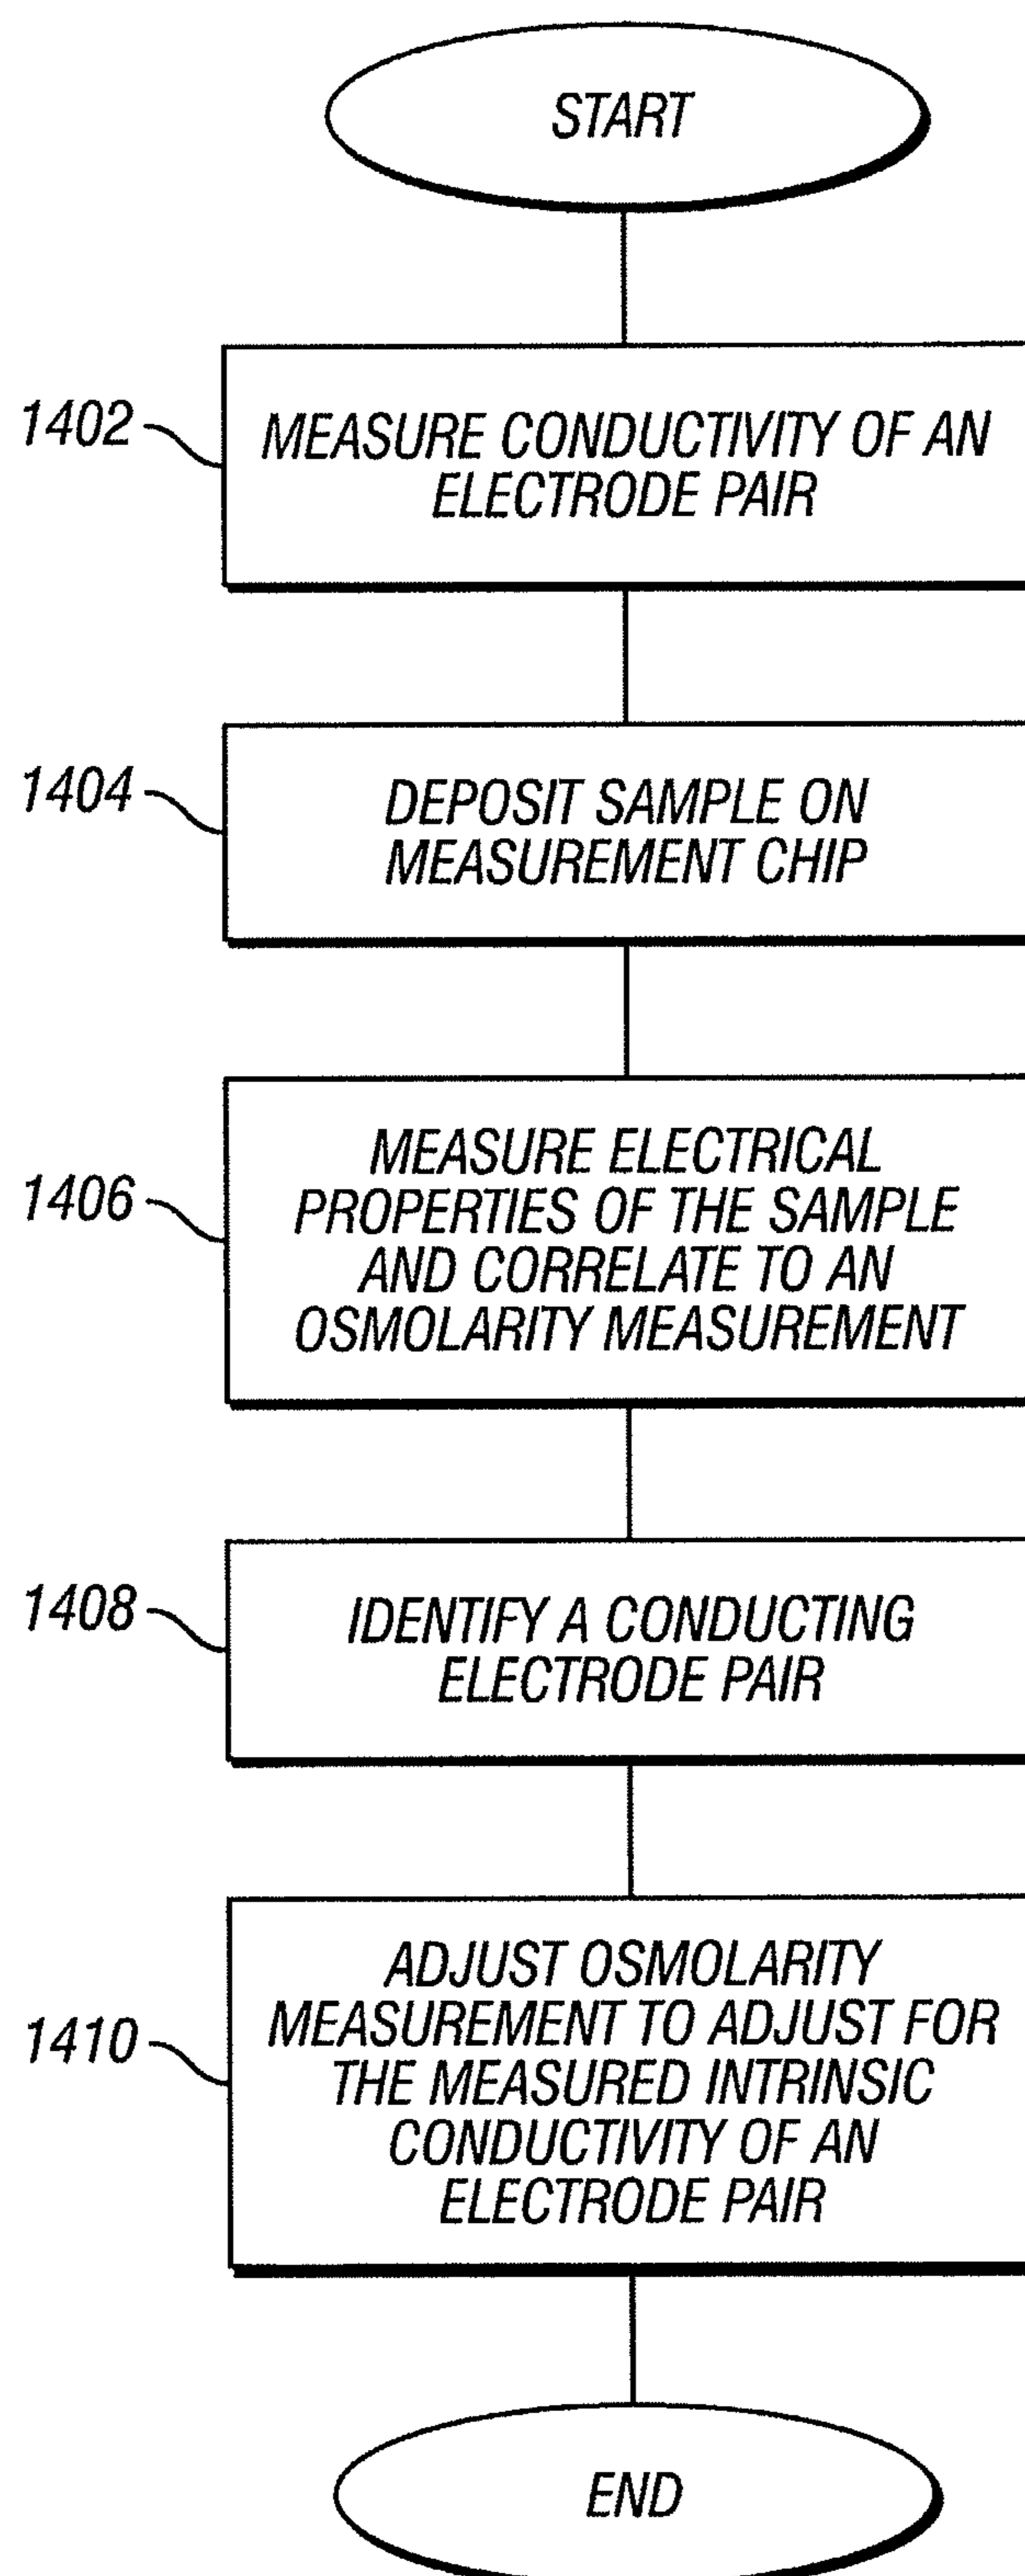 START
1402
MEASURE CONDUCTIVITY OF AN
ELECTRODE PAIR
1404
DEPOSIT SAMPLE ON
MEASUREMENT CHIP
1406
MEASURE ELECTRICAL
PROPERTIES OF THE SAMPLE
AND CORRELATE TO AN
OSMOLARITY MEASUREMENT
1408
IDENTIFY A CONDUCTING
ELECTRODE PAIR
1410
ADJUST OSMOLARITY
MEASUREMENT TO ADJUST FOR
THE MEASURED INTRINSIC
CONDUCTIVITY OF AN
ELECTRODE PAIR
END